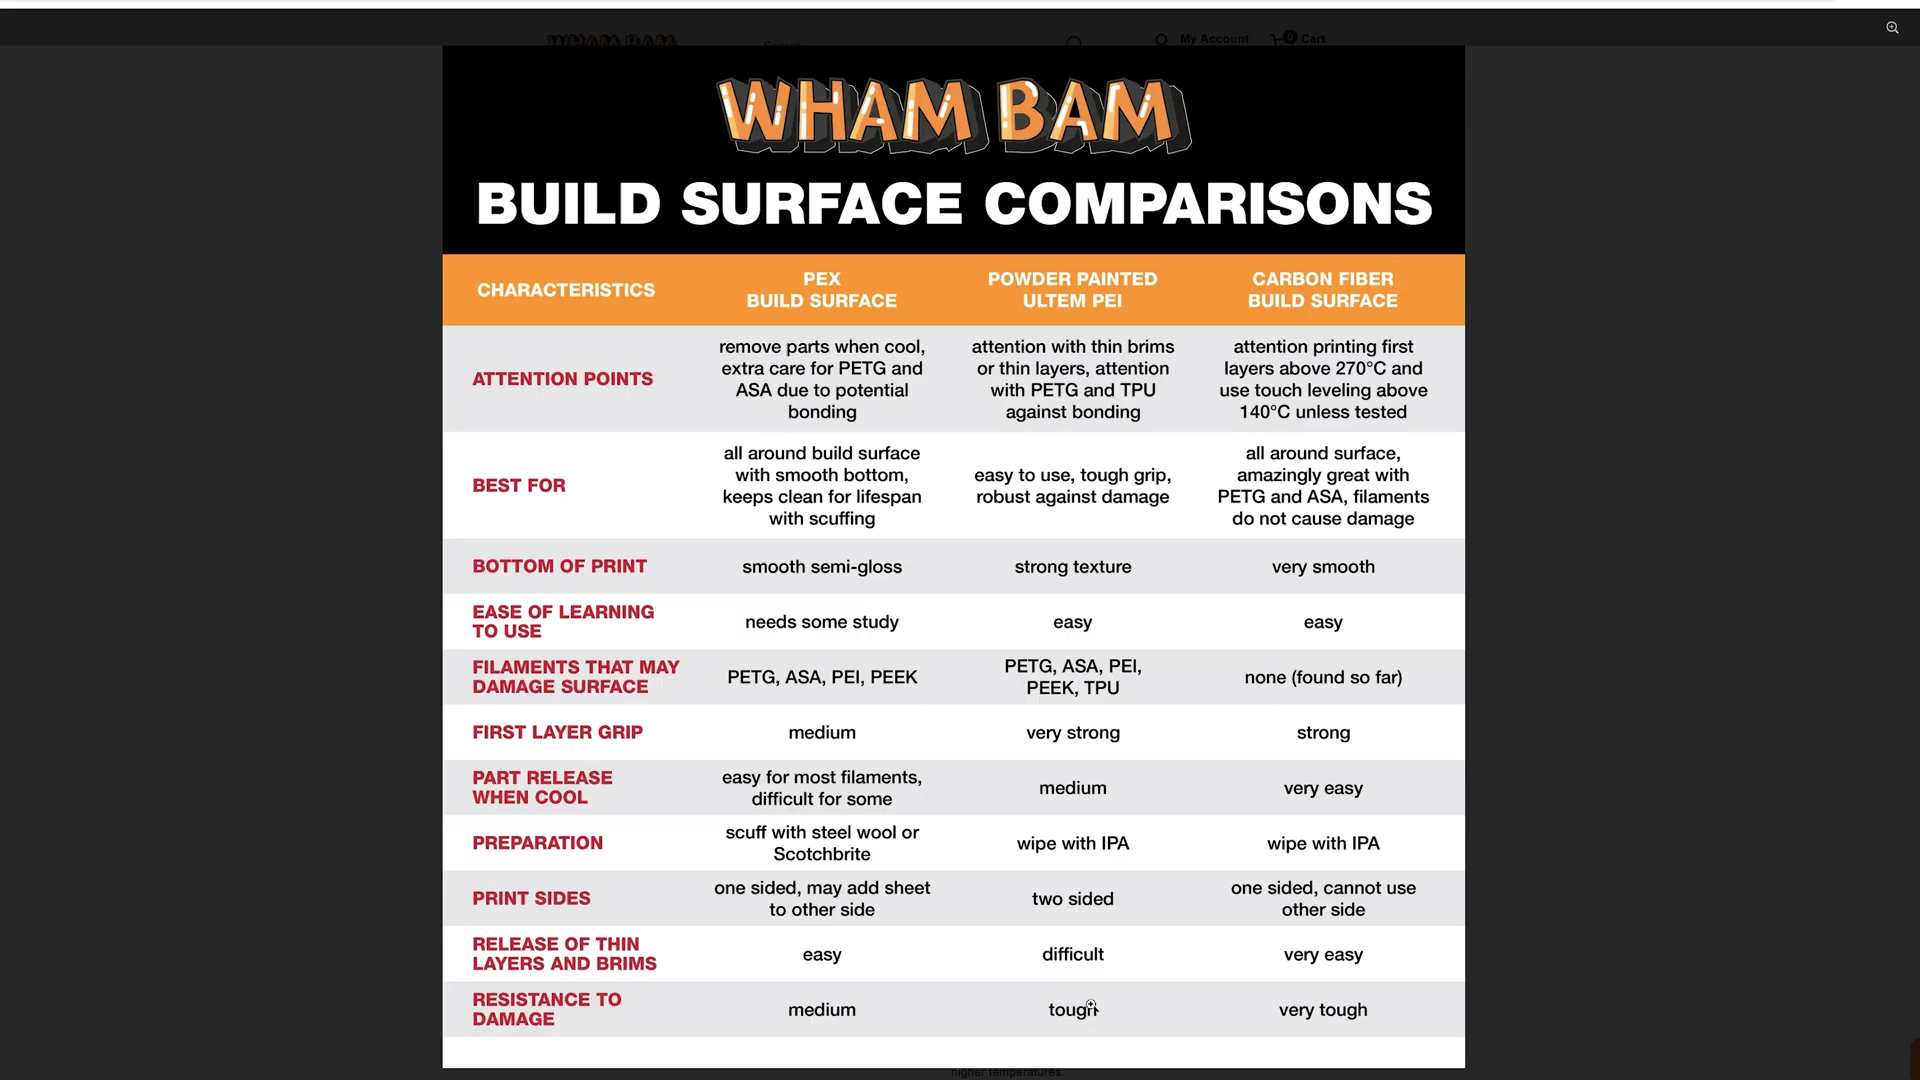 My Account
0
Cart
WHAM BAM
BUILD SURFACE COMPARISONS
CHARACTERISTICS
PEX
BUILD SURFACE
POWDER PAINTED
ULTEM PEI
CARBON FIBER
BUILD SURFACE
ATTENTION POINTS
remove parts when cool,
extra care for PETG and
ASA due to potential
bonding
attention with thin brims
or thin layers, attention
with PETG and TPU
against bonding
attention printing first
layers above 270°C and
use touch leveling above
140°C unless tested
BEST FOR
all around build surface
with smooth bottom,
keeps clean for lifespan
with scuffing
easy to use, tough grip,
robust against damage
all around surface,
amazingly great with
PETG and ASA, filaments
do not cause damage
BOTTOM OF PRINT
smooth semi-gloss
strong texture
very smooth
EASE OF LEARNING
TO USE
needs some study
easy
easy
FILAMENTS THAT MAY
DAMAGE SURFACE
PETG, ASA, PEI, PEEK
PETG, ASA, PEI,
PEEK, TPU
none (found so far)
FIRST LAYER GRIP
medium
very strong
strong
PART RELEASE
WHEN COOL
easy for most filaments,
difficult for some
medium
very easy
PREPARATION
scuff with steel wool or
Scotchbrite
wipe with IPA
wipe with IPA
PRINT SIDES
one sided, may add sheet
to other side
two sided
one sided, cannot use
other side
RELEASE OF THIN
LAYERS AND BRIMS
easy
difficult
very easy
RESISTANCE TO
DAMAGE
medium
tough
very tough
higher temperatures.